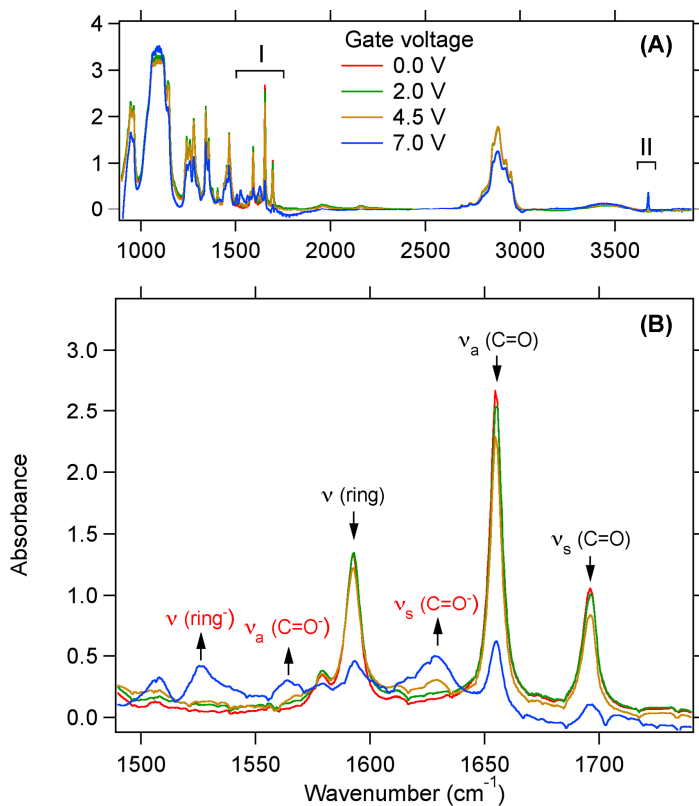 (A)
I
Gate voltage
0.0 V
2.0 V
4.5 V
7.0 V
II
4
3
2
1
0
1000 1500 2000 2500 3000 3500
(B)
νa (C=O)
ν (ring)
νs (C=O)
ν (ring-)
νa (C=O-)
νs (C=O-)
3.0
2.5
2.0
1.5
1.0
0.5
0.0
Absorbance
1500 1550 1600 1650 1700
Wavenumber (cm-1)